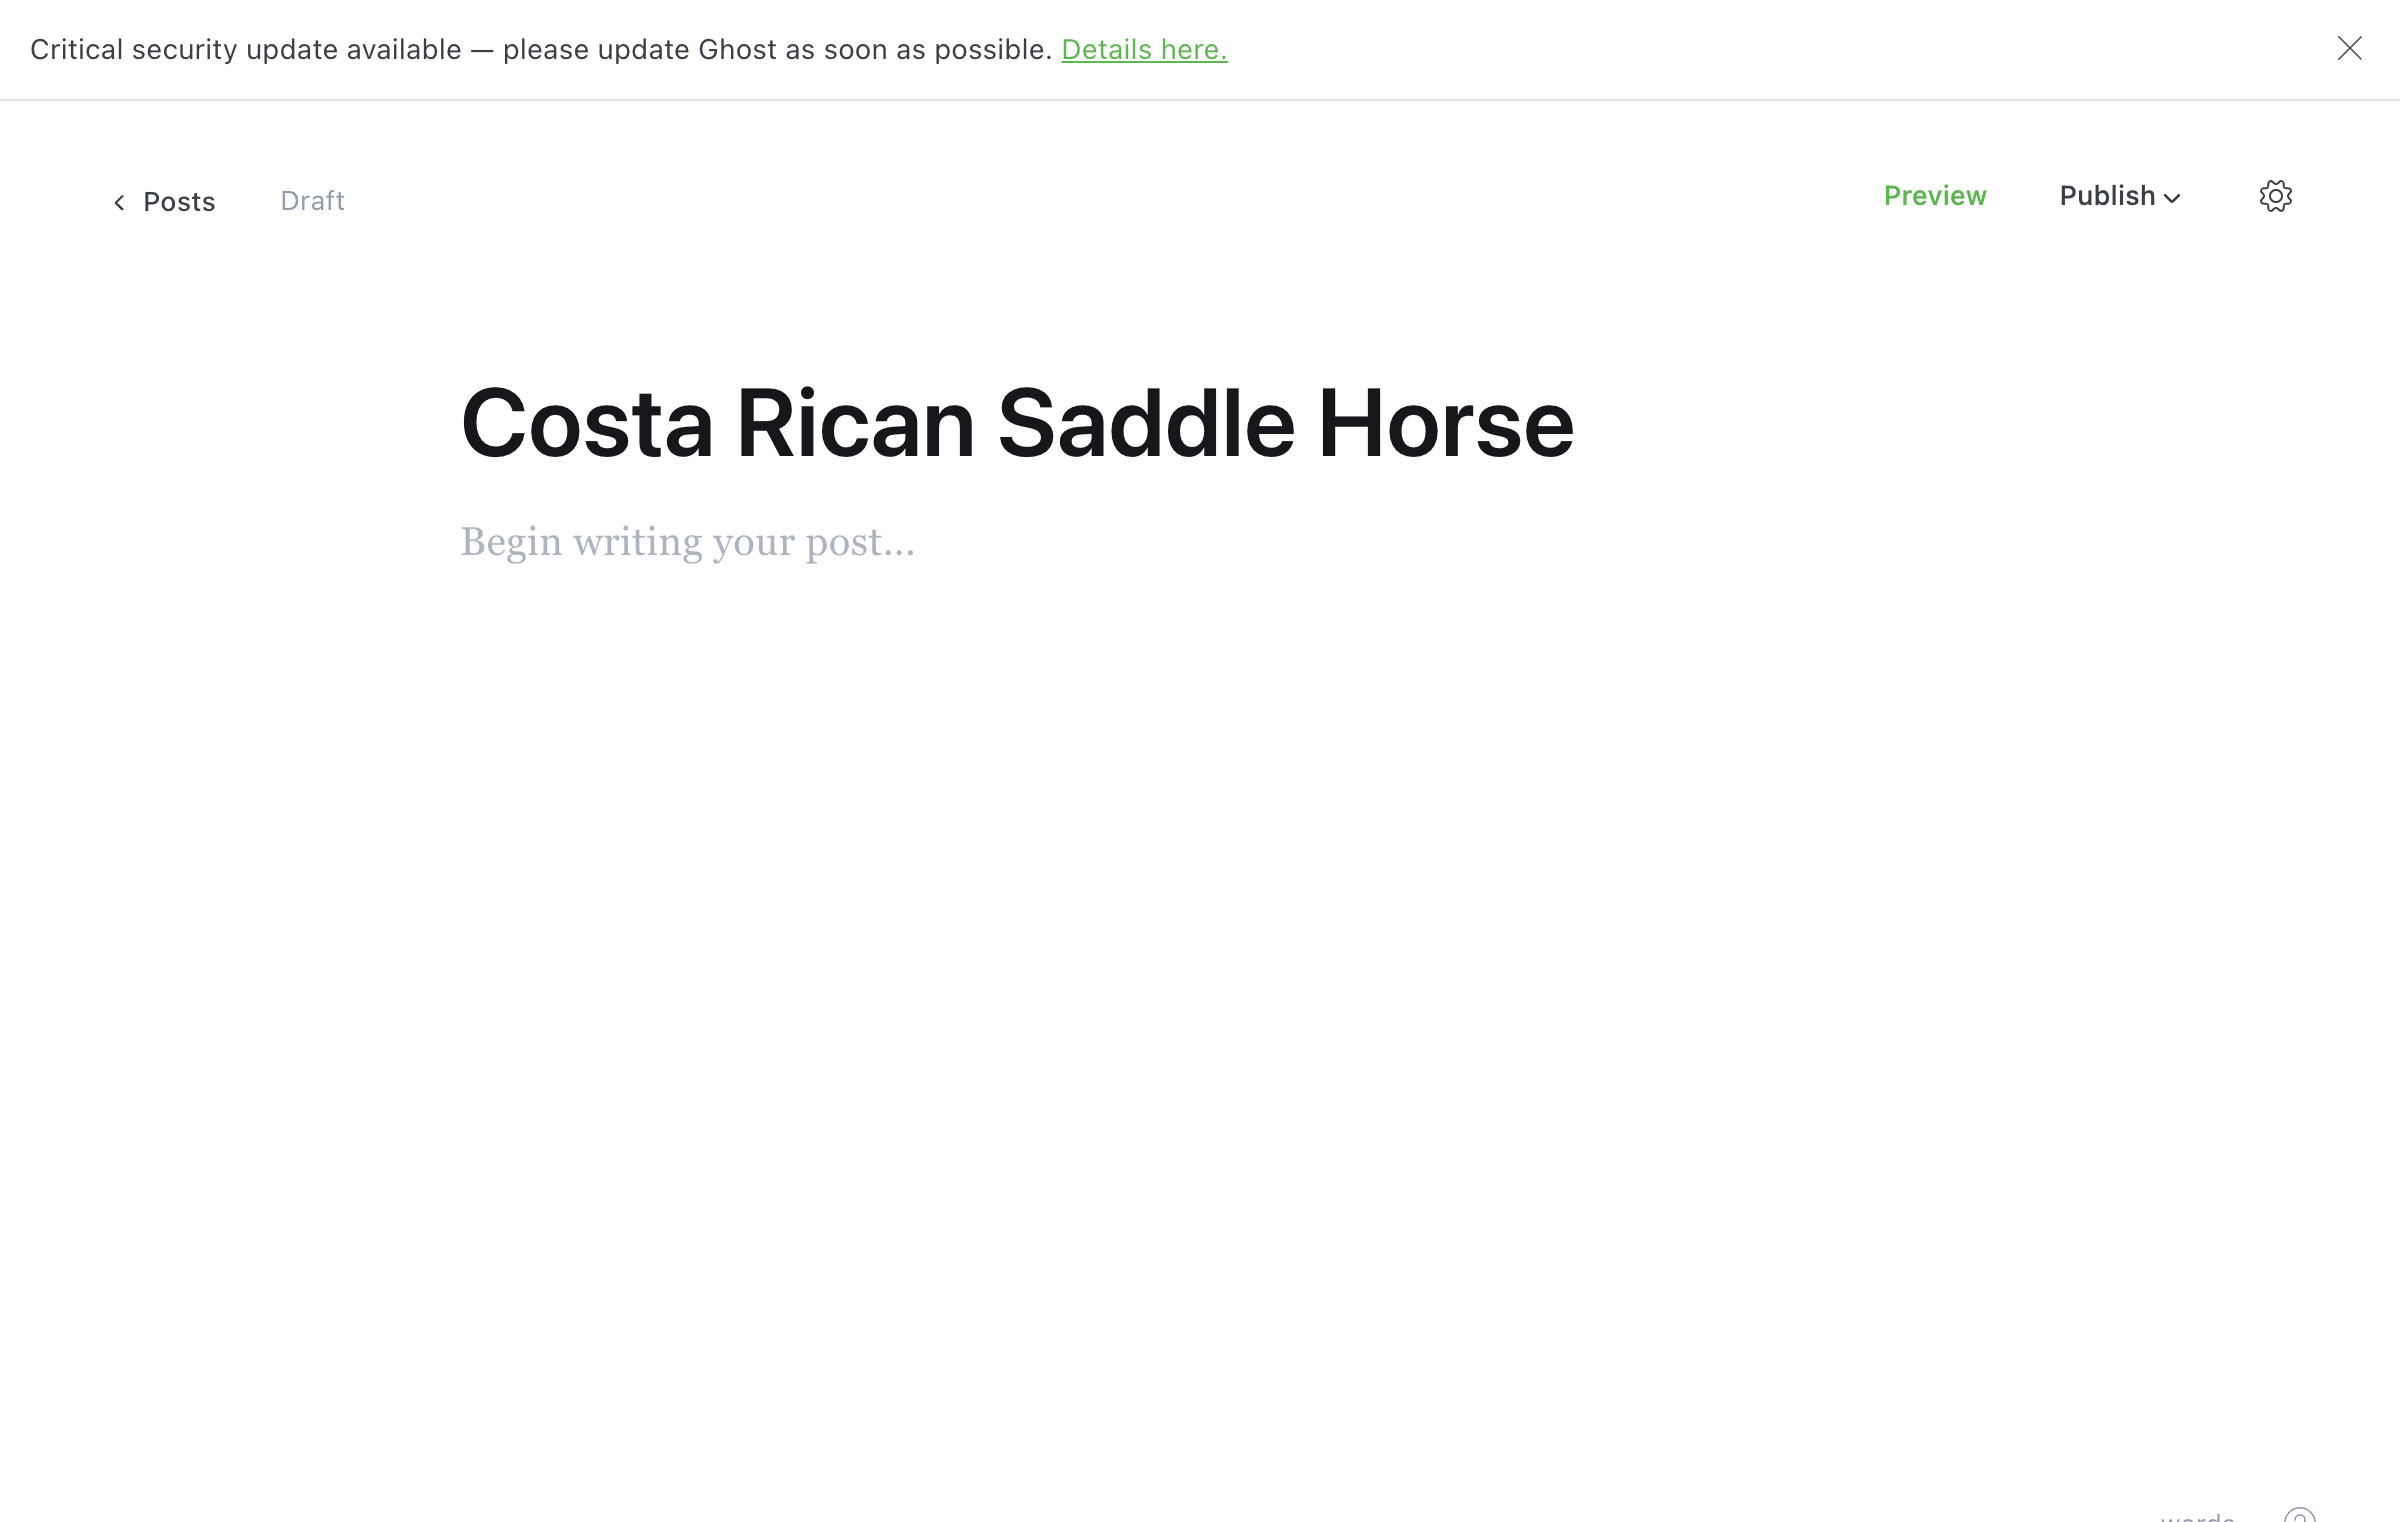 Critical security update available — please update Ghost as soon as possible. Details here.
Posts Draft Preview Publish
Costa Rican Saddle Horse
Begin writing your post...
words ?